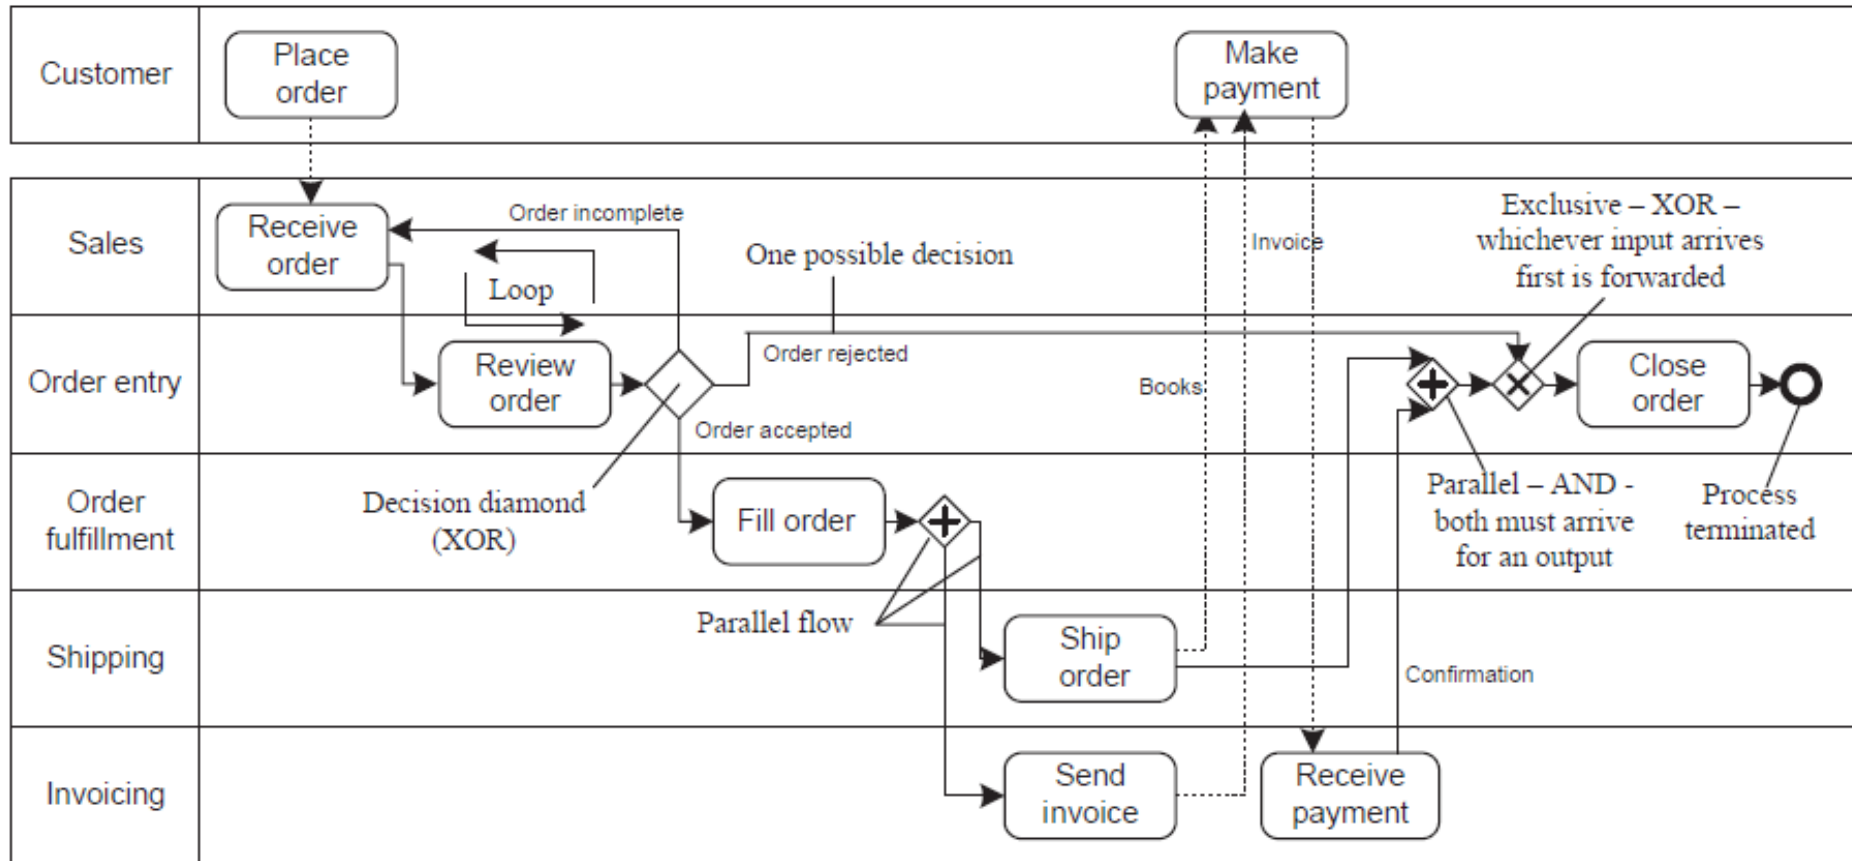 Customer
Place
order
Make
payment
Sales
Receive
order
Order incomplete
Loop
One possible decision
Invoice
Exclusive – XOR –
whichever input arrives
first is forwarded
Order entry
Review
order
Order rejected
Order accepted
Books
Close
order
Order
fulfillment
Decision diamond
(XOR)
Fill order
Parallel – AND -
both must arrive
for an output
Process
terminated
Shipping
Parallel flow
Ship
order
Confirmation
Invoicing
Send
invoice
Receive
payment